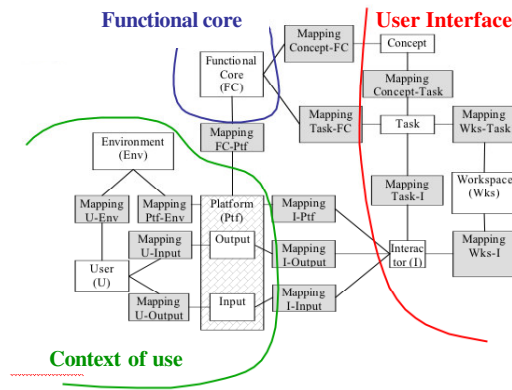 Functional core
User Interface
Mapping
Concept-FC
Concept
Functional
Core
(FC)
Mapping
Concept-Task
Mapping
Task-FC
Task
Mapping
Wks-Task
Mapping
FC-Ptf
Environment
(Env)
Mapping
Task-I
Workspace
(Wks)
Mapping
U-Env
Mapping
Ptf-Env
Platform
(Ptf)
Mapping
I-Ptf
Mapping
U-Input
Output
Mapping
I-Output
Interac
tor (I)
Mapping
Wks-I
User
(U)
Mapping
U-Output
Input
Mapping
I-Input
Context of use